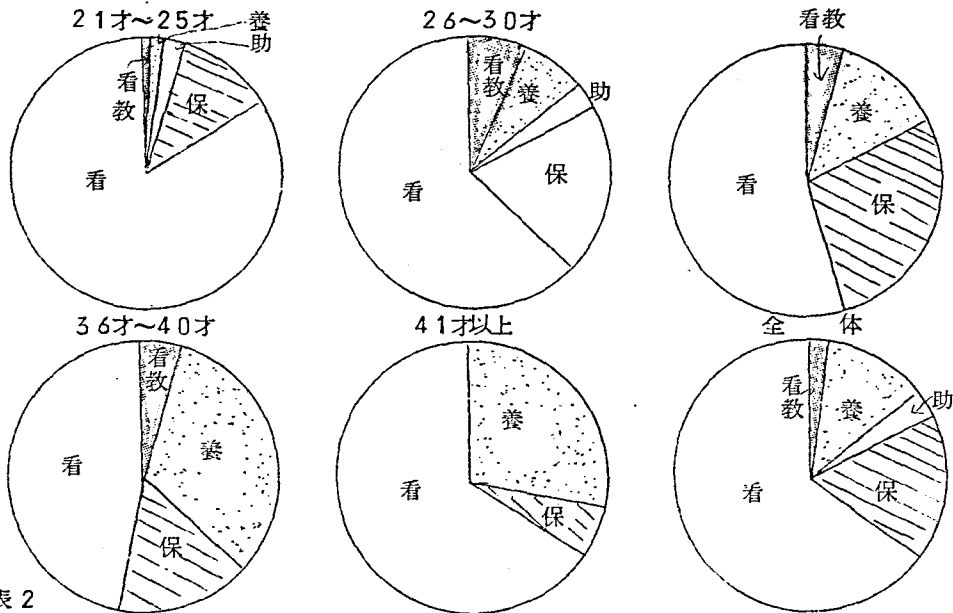 21才～25才
養
助
看教
保
看
26～30才
看教
養
助
保
看
看教
養
保
看
36才～40才
看教
養
保
看
41才以上
養
保
看
全体
看教
養
助
保
看
表2